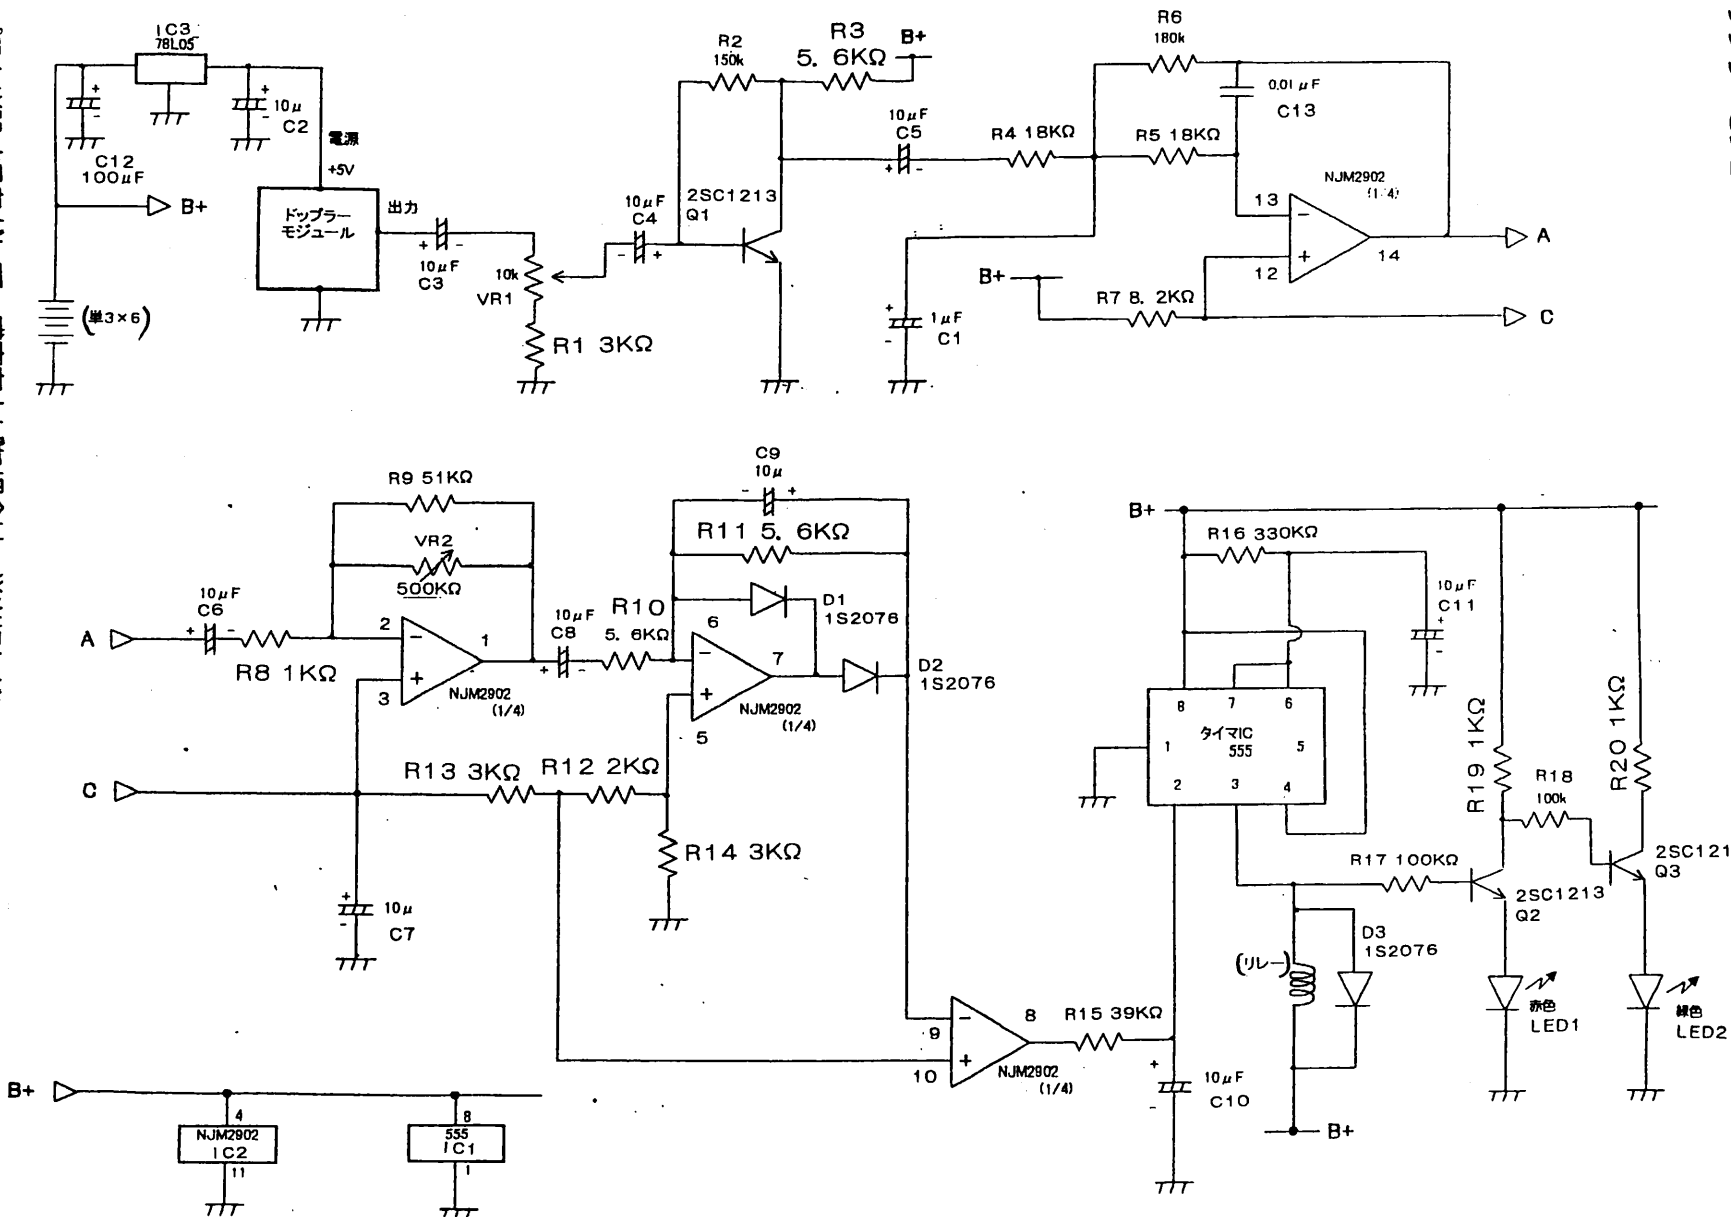 IC3
78L05
10μ
C2
C12
100μF
電源
+5V
B+
ドップラー
モジュール
出力
10μF
C3
(単3×6)
10k
VR1
R1 3KΩ
10μF
C4
R2
150k
R3
5. 6KΩ
B+
2SC1213
Q1
10μF
C5
R4 18KΩ
R6
180k
0.01μF
C13
R5 18KΩ
1μF
C1
B+
R7 8. 2KΩ
NJM2902
(1/4)
13
12
14
A
C
R9 51KΩ
VR2
500KΩ
A
10μF
C6
R8 1KΩ
2
3
1
NJM2902
(1/4)
10μF
C8
R10
5. 6KΩ
C9
10μ
R11 5. 6KΩ
D1
1S2076
6
5
7
NJM2902
(1/4)
D2
1S2076
C
R13 3KΩ
R12 2KΩ
R14 3KΩ
10μ
C7
9
10
8
NJM2902
(1/4)
R15 39KΩ
10μF
C10
B+
R16 330KΩ
10μF
C11
8
7
6
タイマIC
555
1
5
2
3
4
R17 100KΩ
(リレー)
D3
1S2076
B+
R19 1KΩ
R18
100k
R20 1KΩ
2SC1213
Q2
2SC121
Q3
赤色
LED1
緑色
LED2
B+
4
NJM2902
IC2
11
8
555
IC1
1